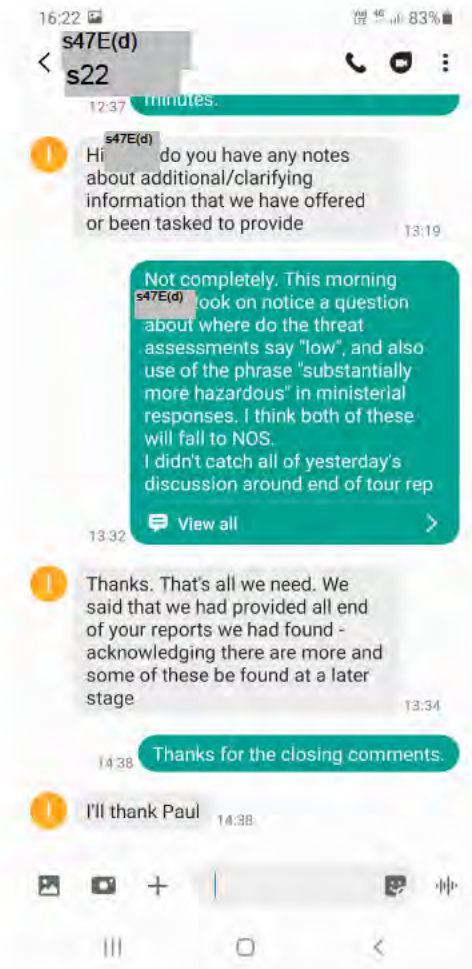 16:22 4G 83%
s47E(d)
s22
minutes.
12:37
s47E(d)
Hi do you have any notes
about additional/clarifying
information that we have offered
or been tasked to provide
13:19
Not completely. This morning
s47E(d) ook on notice a question
about where do the threat
assessments say "low", and also
use of the phrase "substantially
more hazardous" in ministerial
responses. I think both of these
will fall to NOS.
I didn't catch all of yesterday's
discussion around end of tour rep
View all
13:32
Thanks. That's all we need. We
said that we had provided all end
of your reports we had found -
acknowledging there are more and
some of these be found at a later
stage
13:34
Thanks for the closing comments.
14:38
I'll thank Paul
14:38